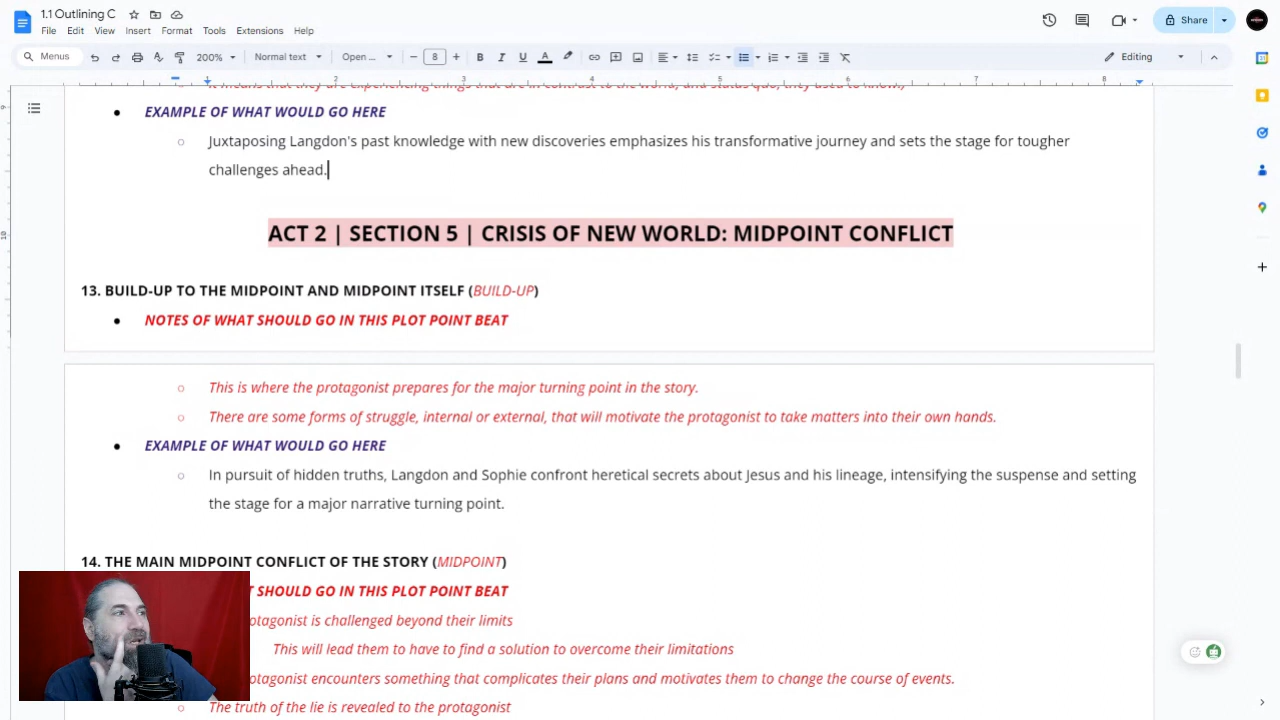 1.1 Outlining C
File Edit View Insert Format Tools Extensions Help
Share
Menus 200% Normal text Open ... 8 Editing
1 2 3 4 5 6 7 8
EXAMPLE OF WHAT WOULD GO HERE
Juxtaposing Langdon's past knowledge with new discoveries emphasizes his transformative journey and sets the stage for tougher
challenges ahead.
ACT 2 | SECTION 5 | CRISIS OF NEW WORLD: MIDPOINT CONFLICT
13. BUILD-UP TO THE MIDPOINT AND MIDPOINT ITSELF (BUILD-UP)
NOTES OF WHAT SHOULD GO IN THIS PLOT POINT BEAT
This is where the protagonist prepares for the major turning point in the story.
There are some forms of struggle, internal or external, that will motivate the protagonist to take matters into their own hands.
EXAMPLE OF WHAT WOULD GO HERE
In pursuit of hidden truths, Langdon and Sophie confront heretical secrets about Jesus and his lineage, intensifying the suspense and setting
the stage for a major narrative turning point.
14. THE MAIN MIDPOINT CONFLICT OF THE STORY (MIDPOINT)
SHOULD GO IN THIS PLOT POINT BEAT
is challenged beyond their limits
This will lead them to have to find a solution to overcome their limitations
encounters something that complicates their plans and motivates them to change the course of events.
The truth of the lie is revealed to the protagonist